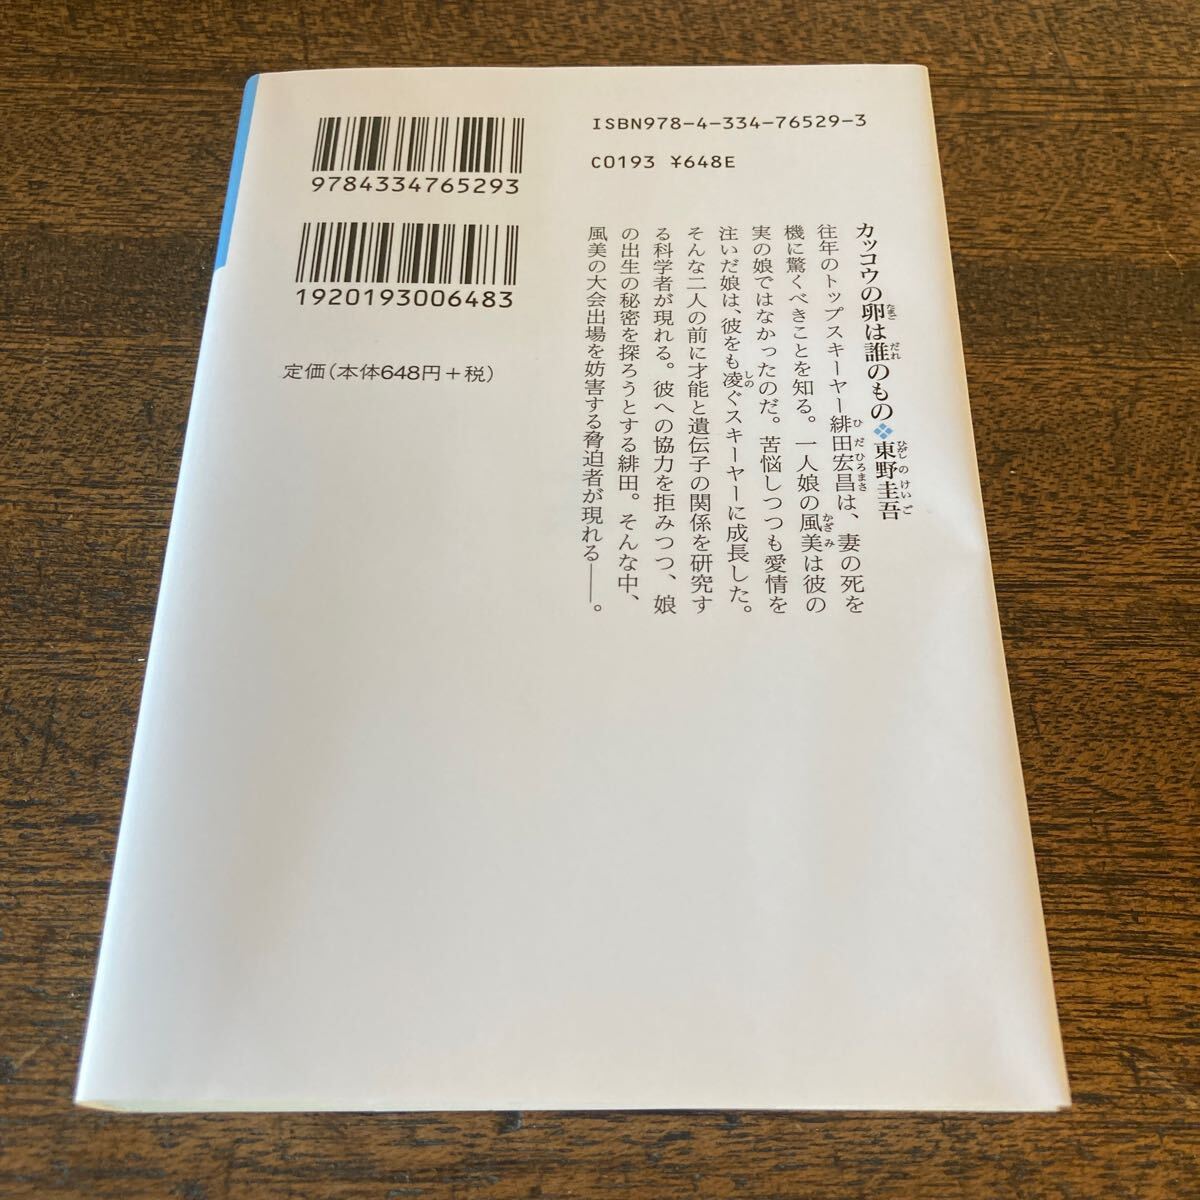 ISBN978-4-334-76529-3
C0193 ¥648E
9784334765293
1920193006483
定価(本体648円+税)
カッコウの卵は誰のもの❖東野圭吾
往年のトップスキーヤー緋田宏昌は、妻の死を
機に驚くべきことを知る。一人娘の風美は彼の
実の娘ではなかったのだ。苦悩しつつも愛情を
注いだ娘は、彼をも凌ぐスキーヤーに成長した。
そんな二人の前に才能と遺伝子の関係を研究す
る科学者が現れる。彼への協力を拒みつつ、娘
の出生の秘密を探ろうとする緋田。そんな中、
風美の大会出場を妨害する脅迫者が現れる――。